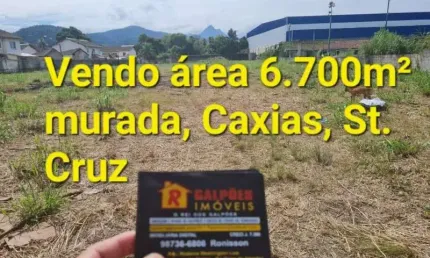 Vendo área 6.700m²
murada, Caxias, St.
Cruz
R GALPÕES
IMÓVEIS
O REI DOS GALPÕES
98736-6806 Ronisson